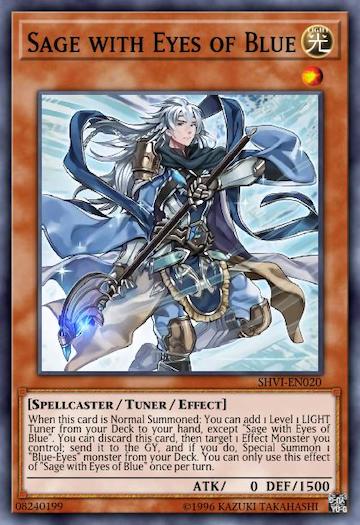 SAGE WITH EYES OF BLUE
LIGHT
光
SHVI-EN020
[SPELLCASTER / TUNER / EFFECT]
When this card is Normal Summoned: You can add 1 Level 1 LIGHT
Tuner from your Deck to your hand, except "Sage with Eyes of
Blue". You can discard this card, then target 1 Effect Monster you
control; send it to the GY, and if you do, Special Summon 1
"Blue-Eyes" monster from your Deck. You can only use this effect
of "Sage with Eyes of Blue" once per turn.
ATK/ 0 DEF/1500
08240199 ©1996 KAZUKI TAKAHASHI